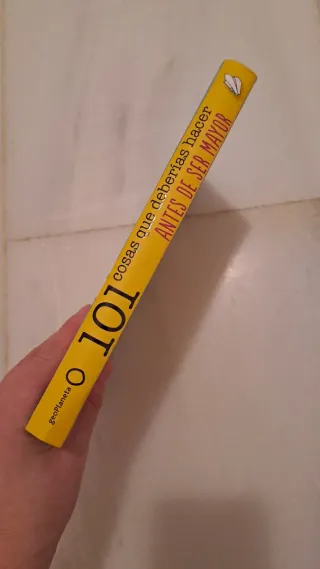 geoPlaneta
101 cosas que deberías hacer
ANTES DE SER MAYOR